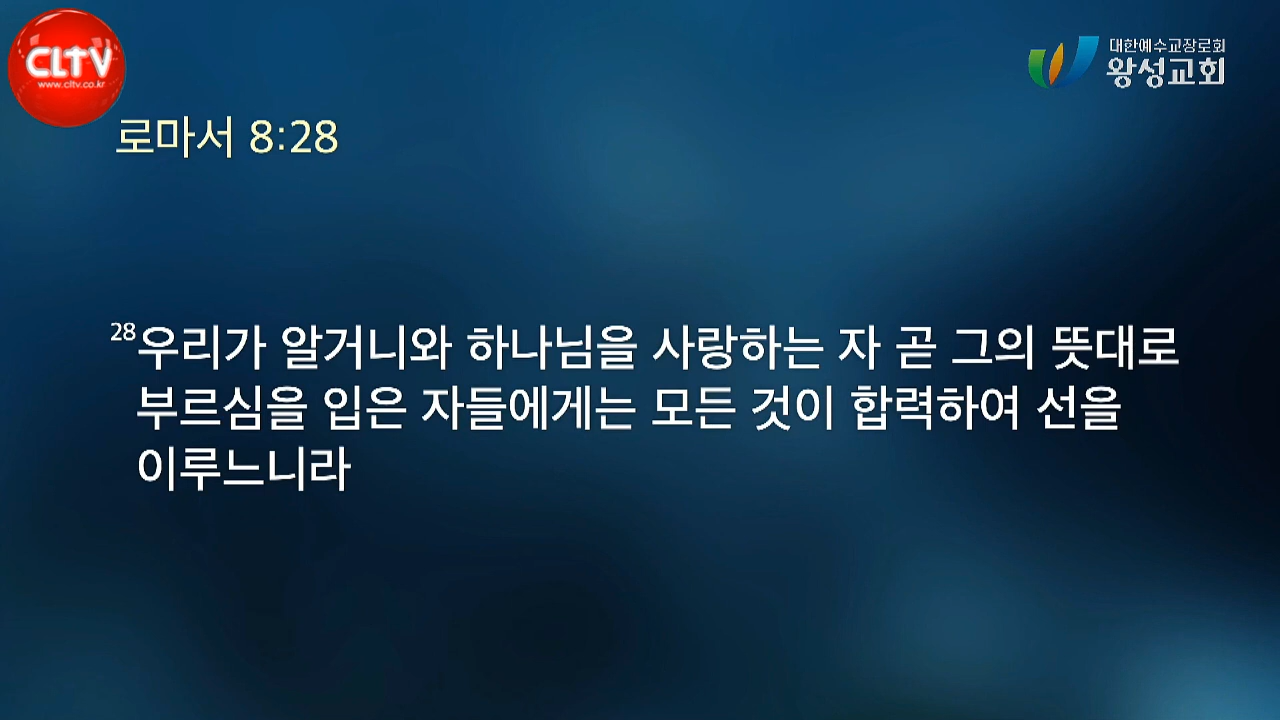 CLTV
www.cltv.co.kr
대한예수교장로회
왕성교회
로마서 8:28
28우리가 알거니와 하나님을 사랑하는 자 곧 그의 뜻대로
부르심을 입은 자들에게는 모든 것이 합력하여 선을
이루느니라